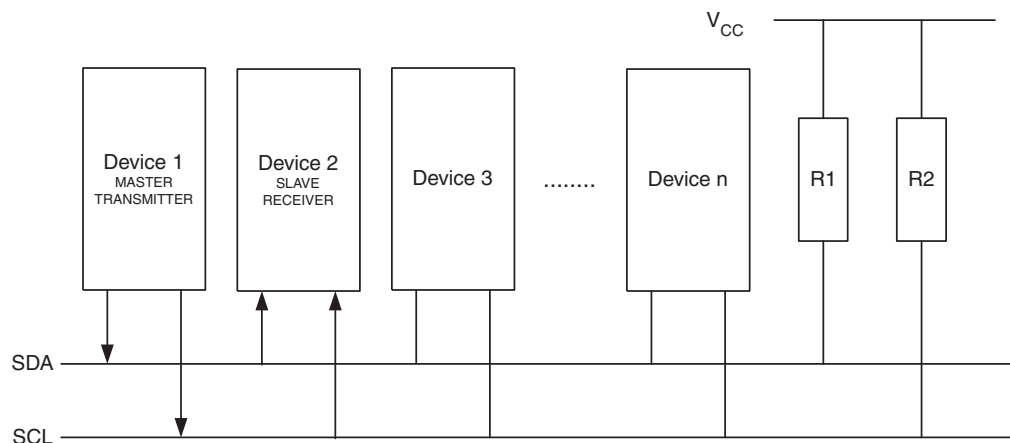 VCC
Device 1
MASTER
TRANSMITTER
Device 2
SLAVE
RECEIVER
Device 3
........
Device n
R1
R2
SDA
SCL